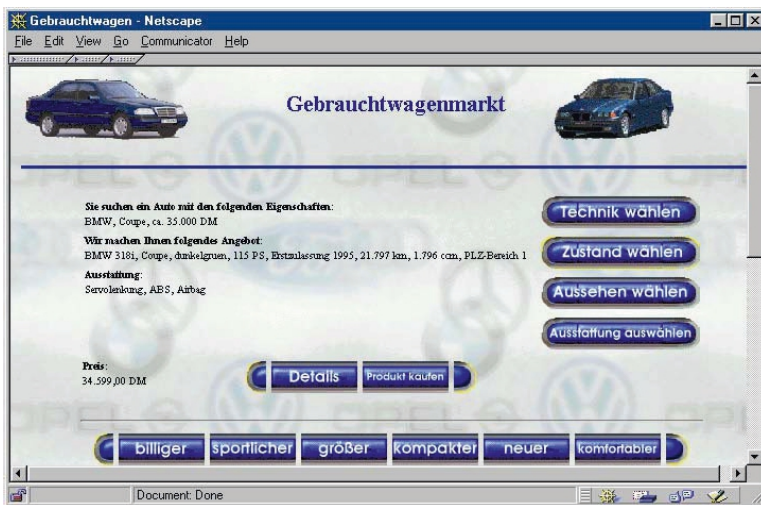 Gebrauchtwagen - Netscape
File Edit View Go Communicator Help
Gebrauchtwagenmarkt
Sie suchen ein Auto mit den folgenden Eigenschaften:
BMW, Coupe, ca. 35.000 DM
Wir machen Ihnen folgendes Angebot:
BMW 318i, Coupe, dunkelgruen, 115 PS, Erstzulassung 1995, 21.797 km, 1.796 ccm, PLZ-Bereich 1
Ausstattung:
Servolenkung, ABS, Airbag
Technik wählen
Zustand wählen
Aussehen wählen
Ausstattung auswählen
Preis:
34.599,00 DM
Details Produkt kaufen
billiger sportlicher größer kompakter neuer komfortabler
Document: Done